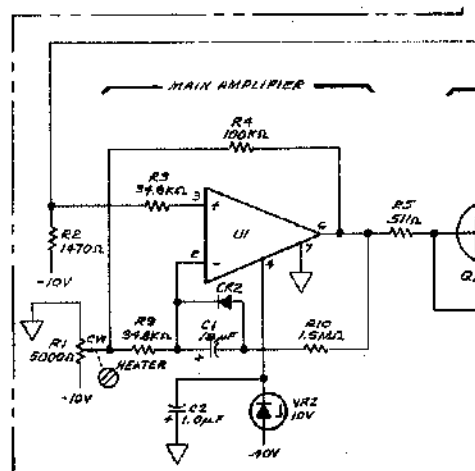 MAIN AMPLIFIER
R4
100KΩ
R3
34.8KΩ
3
+
6
R5
511Ω
U1
7
R2
1470Ω
2
-
4
-10V
CR2
R1
5000Ω
CW
R9
34.8KΩ
C1
+
R10
1.5MΩ
HEATER
-10V
C2
1.0μF
+
VR2
10V
-40V